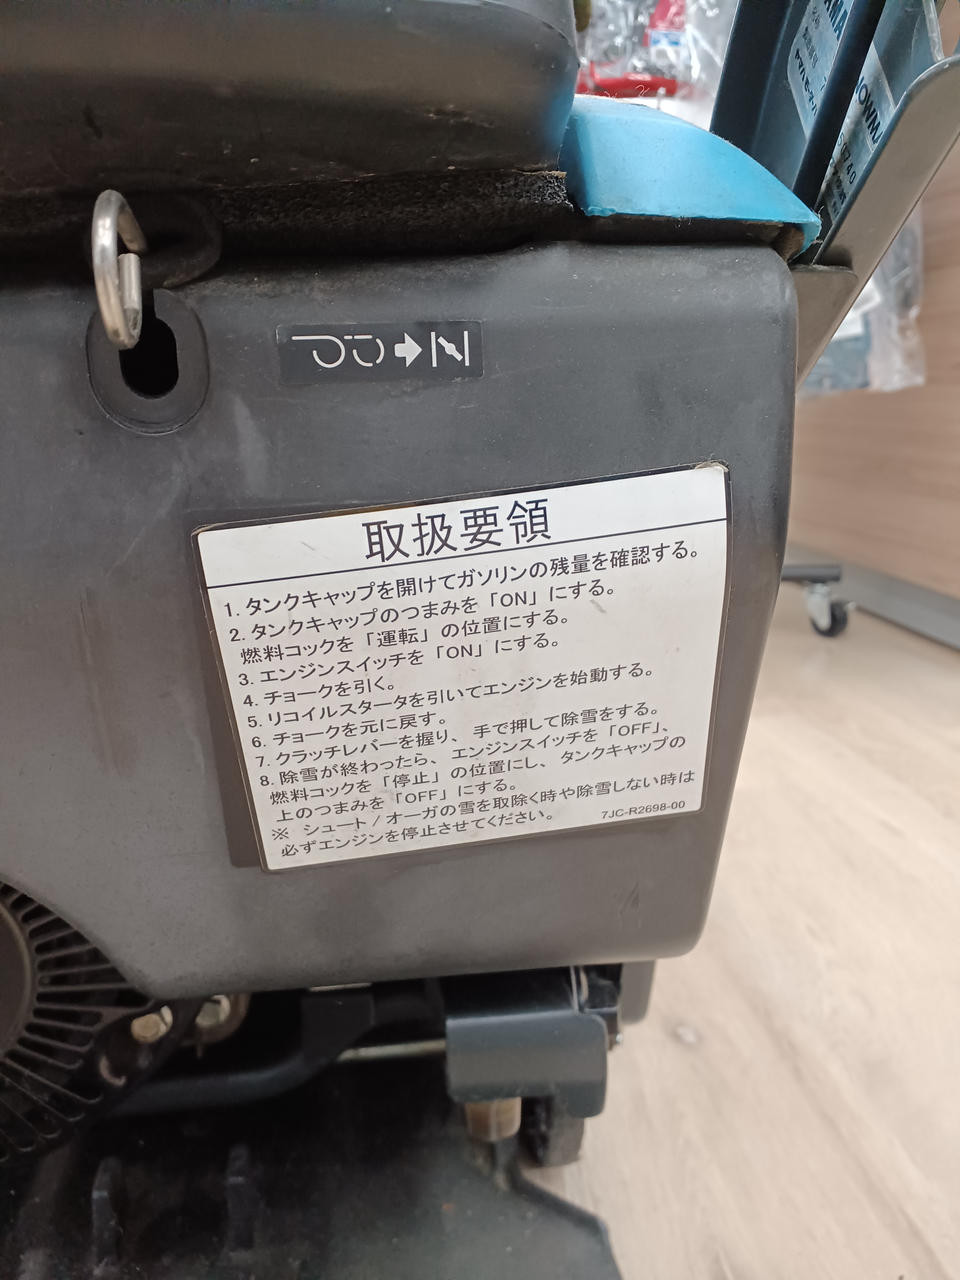 取扱要領
1. タンクキャップを開けてガソリンの残量を確認する。
2. タンクキャップのつまみを「ON」にする。
燃料コックを「運転」の位置にする。
3. エンジンスイッチを「ON」にする。
4. チョークを引く。
5. リコイルスタータを引いてエンジンを始動する。
6. チョークを元に戻す。
7. クラッチレバーを握り、手で押して除雪をする。
8. 除雪が終わったら、エンジンスイッチを「OFF」、
燃料コックを「停止」の位置にし、タンクキャップの
上のつまみを「OFF」にする。
※ シュート/オーガの雪を取除く時や除雪しない時は
必ずエンジンを停止させてください。
7JC-R2698-00